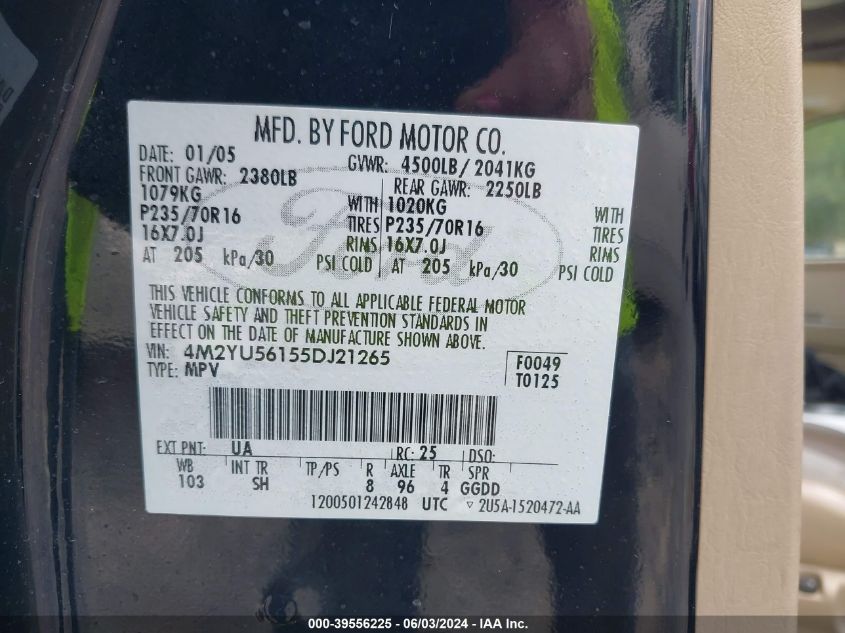 MFD. BY FORD MOTOR CO.
DATE: 01/05 GVWR: 4500LB/ 2041KG
FRONT GAWR: 2380LB REAR GAWR: 2250LB
1079KG WITH 1020KG WITH
P235/70R16 TIRES P235/70R16 TIRES
16X7.0J RIMS 16X7.0J RIMS
AT 205 kPa/30 PSI COLD AT 205 kPa/30 PSI COLD
Ford
THIS VEHICLE CONFORMS TO ALL APPLICABLE FEDERAL MOTOR
VEHICLE SAFETY AND THEFT PREVENTION STANDARDS IN
EFFECT ON THE DATE OF MANUFACTURE SHOWN ABOVE.
VIN: 4M2YU56155DJ21265 F0049
TYPE: MPV T0125
EXT PNT: UA RC: 25 DSO:
WB INT TR TP/PS R AXLE TR SPR
103 SH 8 96 4 GGDD
1200501242848 UTC ▽ 2U5A-1520472-AA
000-39556225 - 06/03/2024 - IAA Inc.